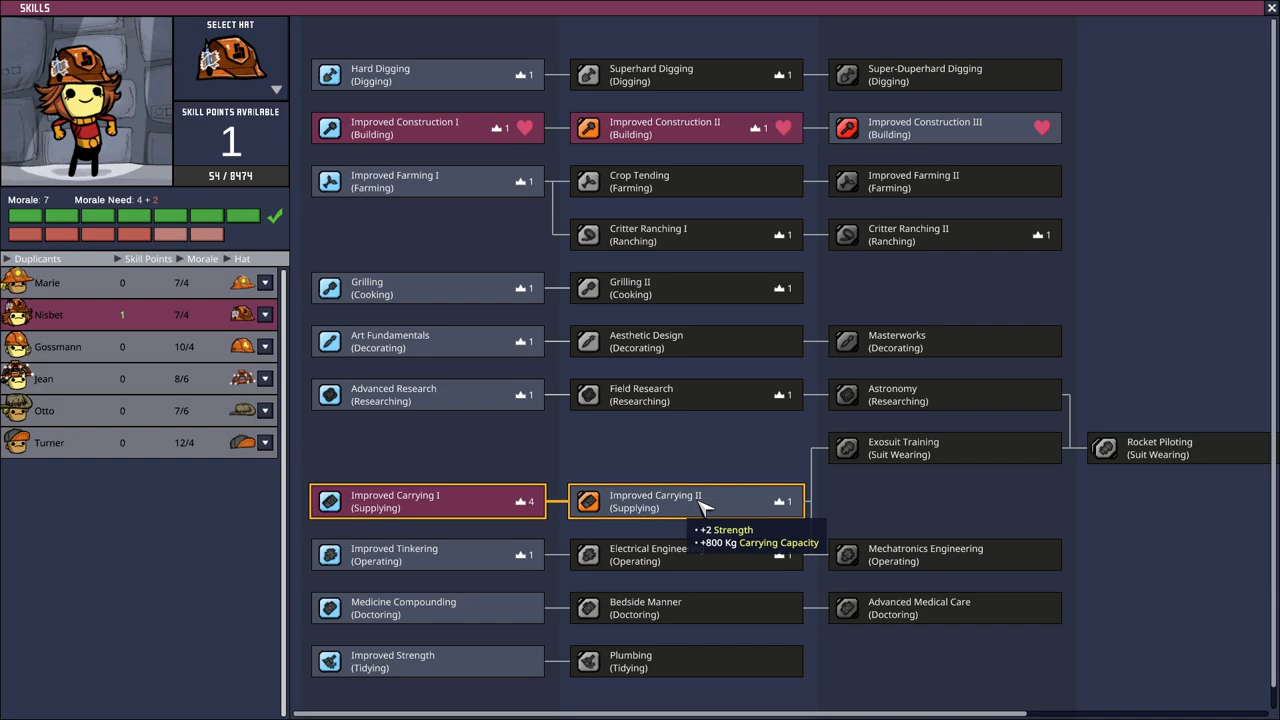 SKILLS
SELECT HAT
SKILL POINTS AVAILABLE
1
54 / 8474
Morale: 7 Morale Need: 4 + 2
Duplicants Skill Points Morale Hat
Marie 0 7/4
Nisbet 1 7/4
Gossmann 0 10/4
Jean 0 8/6
Otto 0 7/6
Turner 0 12/4
Hard Digging
(Digging)
1
Superhard Digging
(Digging)
1
Super-Duperhard Digging
(Digging)
Improved Construction I
(Building)
1
Improved Construction II
(Building)
1
Improved Construction III
(Building)
Improved Farming I
(Farming)
1
Crop Tending
(Farming)
Improved Farming II
(Farming)
Critter Ranching I
(Ranching)
1
Critter Ranching II
(Ranching)
1
Grilling
(Cooking)
1
Grilling II
(Cooking)
1
Art Fundamentals
(Decorating)
1
Aesthetic Design
(Decorating)
Masterworks
(Decorating)
Advanced Research
(Researching)
1
Field Research
(Researching)
1
Astronomy
(Researching)
Exosuit Training
(Suit Wearing)
Rocket Piloting
(Suit Wearing)
Improved Carrying I
(Supplying)
4
Improved Carrying II
(Supplying)
1
• +2 Strength
• +800 Kg Carrying Capacity
Improved Tinkering
(Operating)
1
Electrical Enginee
(Operating)
1
Mechatronics Engineering
(Operating)
Medicine Compounding
(Doctoring)
Bedside Manner
(Doctoring)
Advanced Medical Care
(Doctoring)
Improved Strength
(Tidying)
Plumbing
(Tidying)